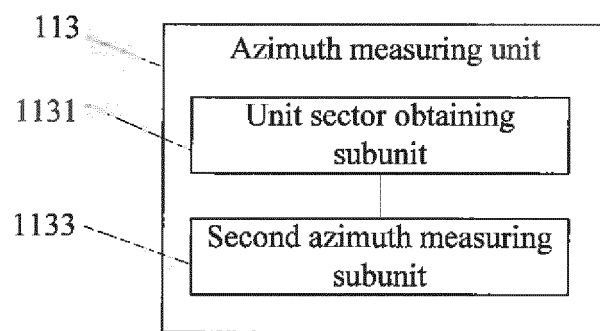 113
Azimuth measuring unit
1131
Unit sector obtaining
subunit
1133
Second azimuth measuring
subunit